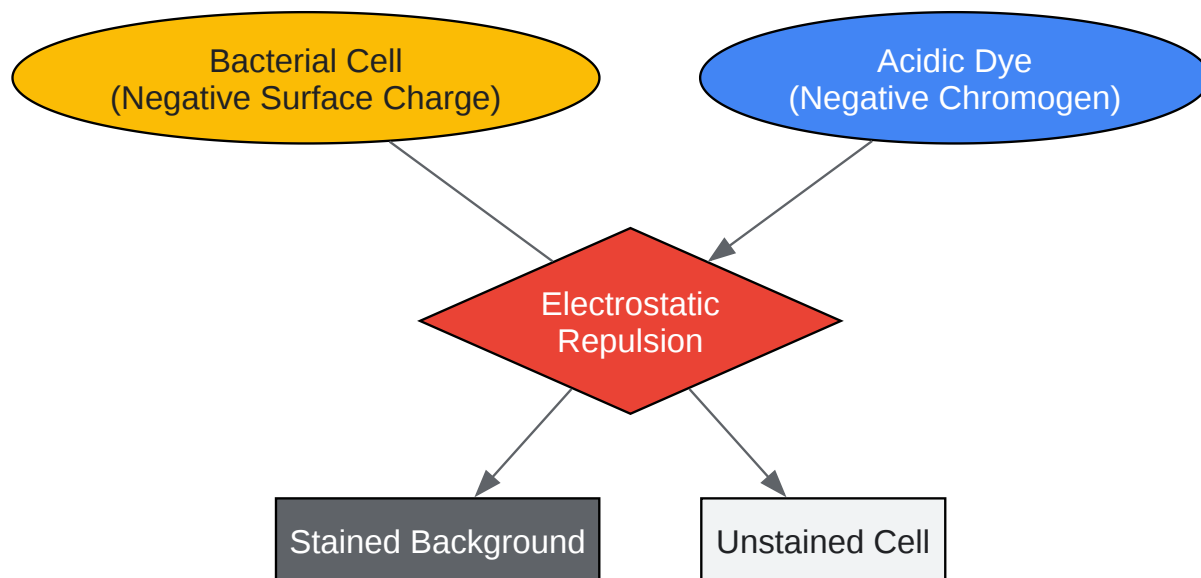 Bacterial Cell
(Negative Surface Charge)
Acidic Dye
(Negative Chromogen)
Electrostatic
Repulsion
Stained Background
Unstained Cell